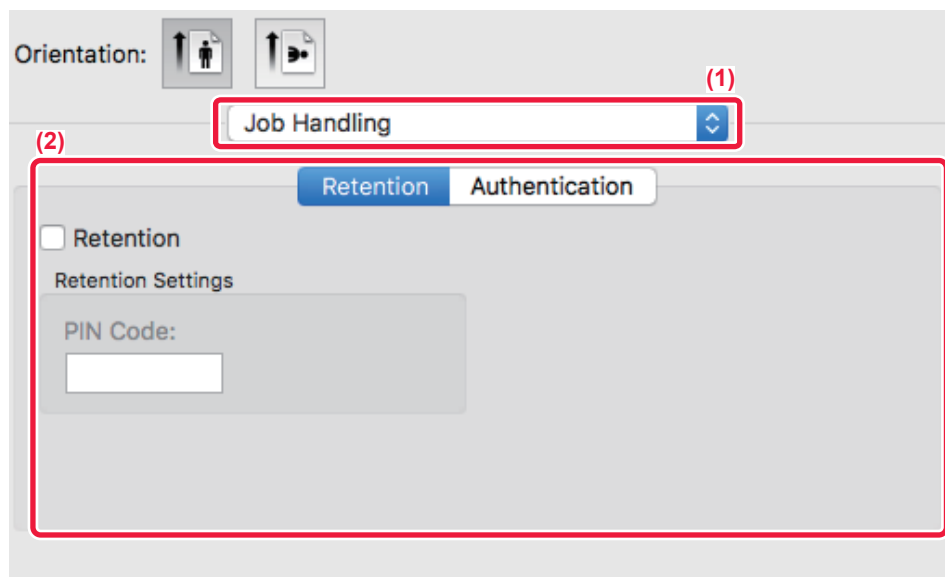 Orientation:
(1)
Job Handling
(2)
Retention Authentication
Retention
Retention Settings
PIN Code: